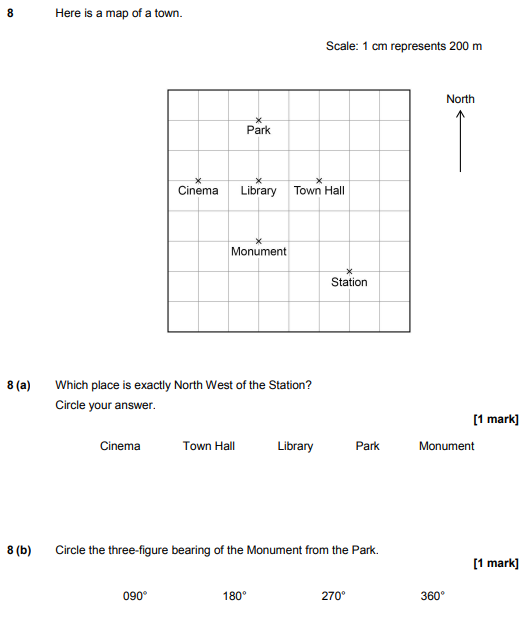 8 Here is a map of a town.
Scale: 1 cm represents 200 m
North
Park
Cinema Library Town Hall
Monument
Station
8 (a) Which place is exactly North West of the Station?
Circle your answer.
[1 mark]
Cinema Town Hall Library Park Monument
8 (b) Circle the three-figure bearing of the Monument from the Park.
[1 mark]
090° 180° 270° 360°